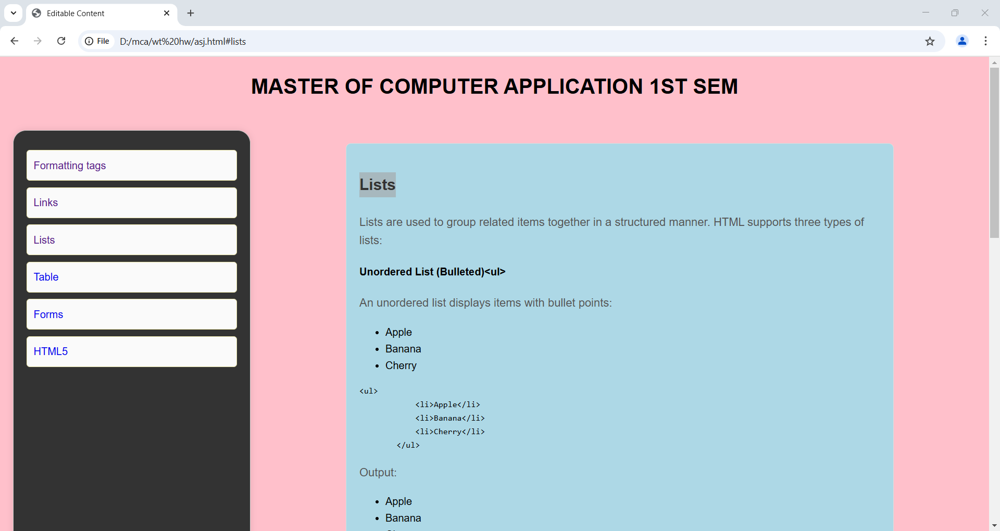 Editable Content
File D:/mca/wt%20hw/asj.html#lists
MASTER OF COMPUTER APPLICATION 1ST SEM
Formatting tags
Links
Lists
Table
Forms
HTML5
Lists
Lists are used to group related items together in a structured manner. HTML supports three types of
lists:
Unordered List (Bulleted)<ul>
An unordered list displays items with bullet points:
• Apple
• Banana
• Cherry
<ul>
            <li>Apple</li>
            <li>Banana</li>
            <li>Cherry</li>
        </ul>
Output:
• Apple
• Banana